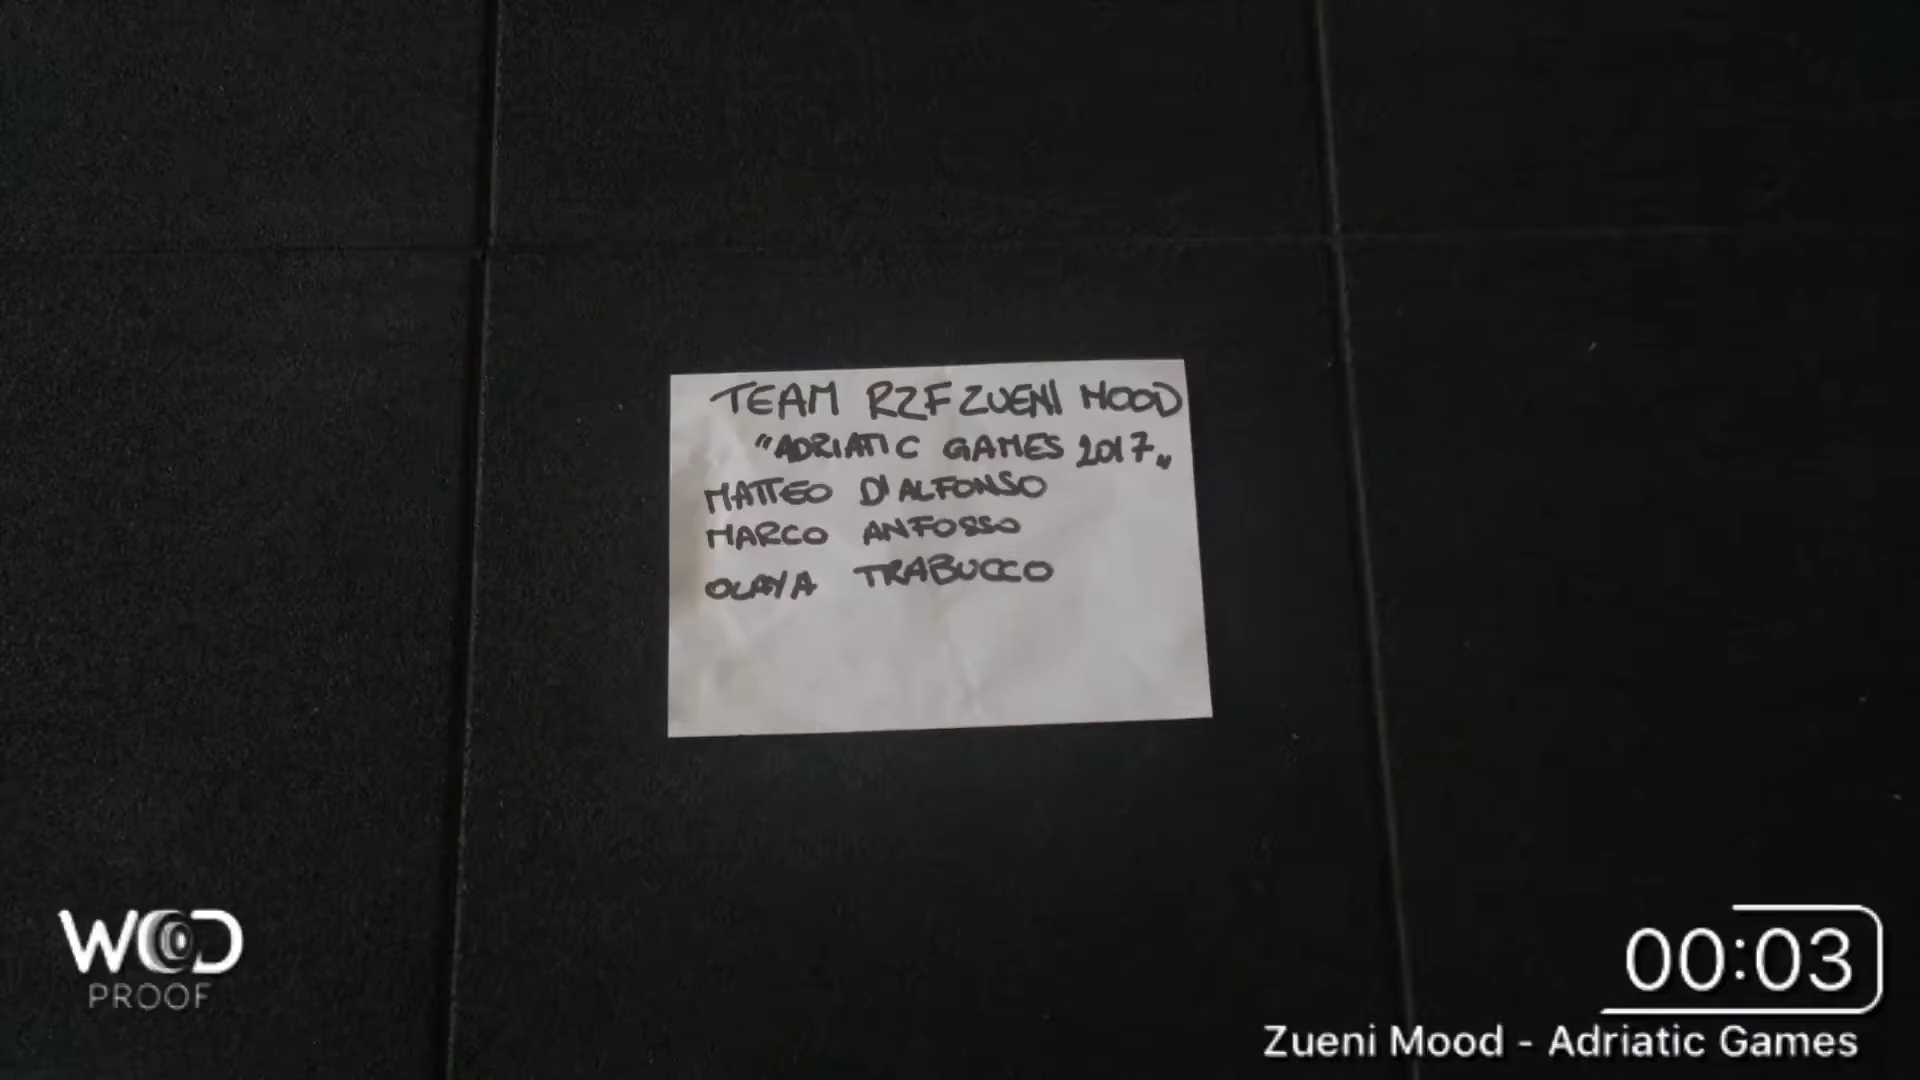 TEAM RZF ZUENI MOOD
"ADRIATIC GAMES 2017"
MATTEO D'ALFONSO
MARCO ANFOSSO
OLAYA TRABUCCO
WOD
PROOF
00:03
Zueni Mood - Adriatic Games